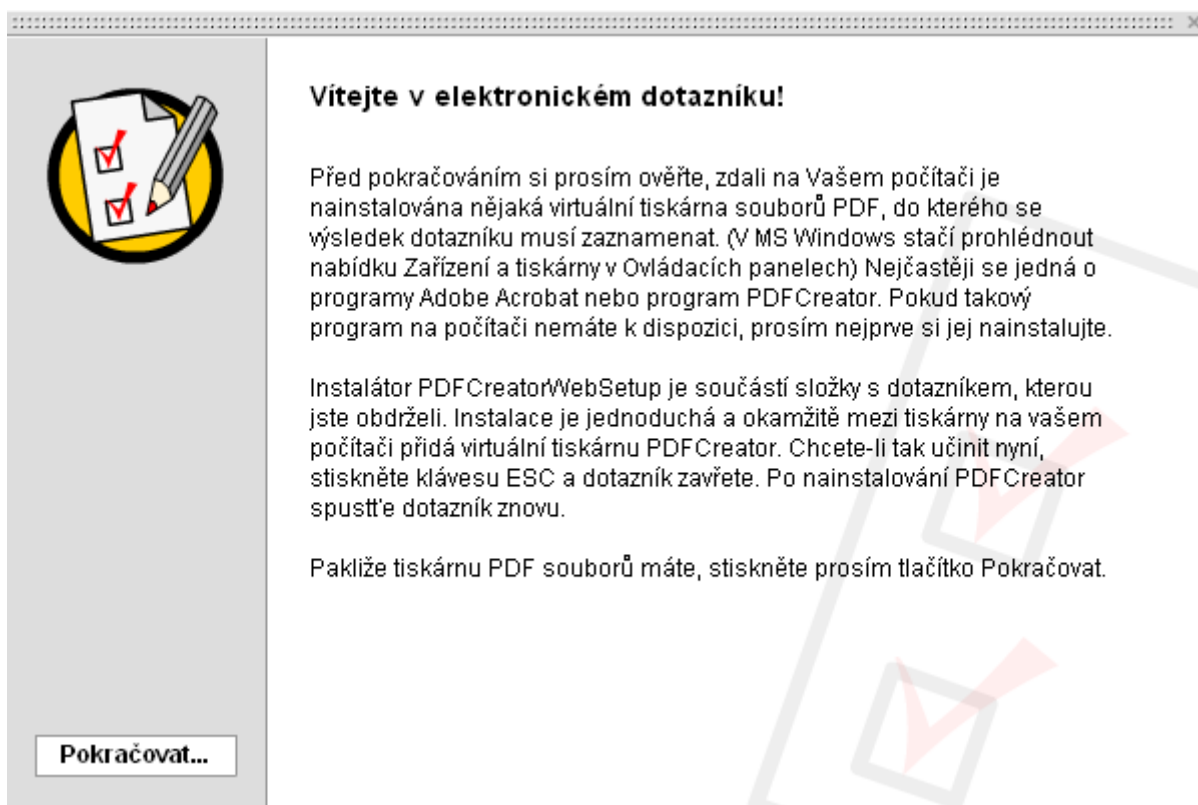 Vítejte v elektronickém dotazníku!
Před pokračováním si prosím ověřte, zdali na Vašem počítači je
nainstalována nějaká virtuální tiskárna souborů PDF, do kterého se
výsledek dotazníku musí zaznamenat. (V MS Windows stačí prohlédnout
nabídku Zařízení a tiskárny v Ovládacích panelech) Nejčastěji se jedná o
programy Adobe Acrobat nebo program PDFCreator. Pokud takový
program na počítači nemáte k dispozici, prosím nejprve si jej nainstalujte.
Instalátor PDFCreatorWebSetup je součástí složky s dotazníkem, kterou
jste obdrželi. Instalace je jednoduchá a okamžitě mezi tiskárny na vašem
počítači přidá virtuální tiskárnu PDFCreator. Chcete-li tak učinit nyní,
stiskněte klávesu ESC a dotazník zavřete. Po nainstalování PDFCreator
spustťe dotazník znovu.
Pakliže tiskárnu PDF souborů máte, stiskněte prosím tlačítko Pokračovat.
Pokračovat...